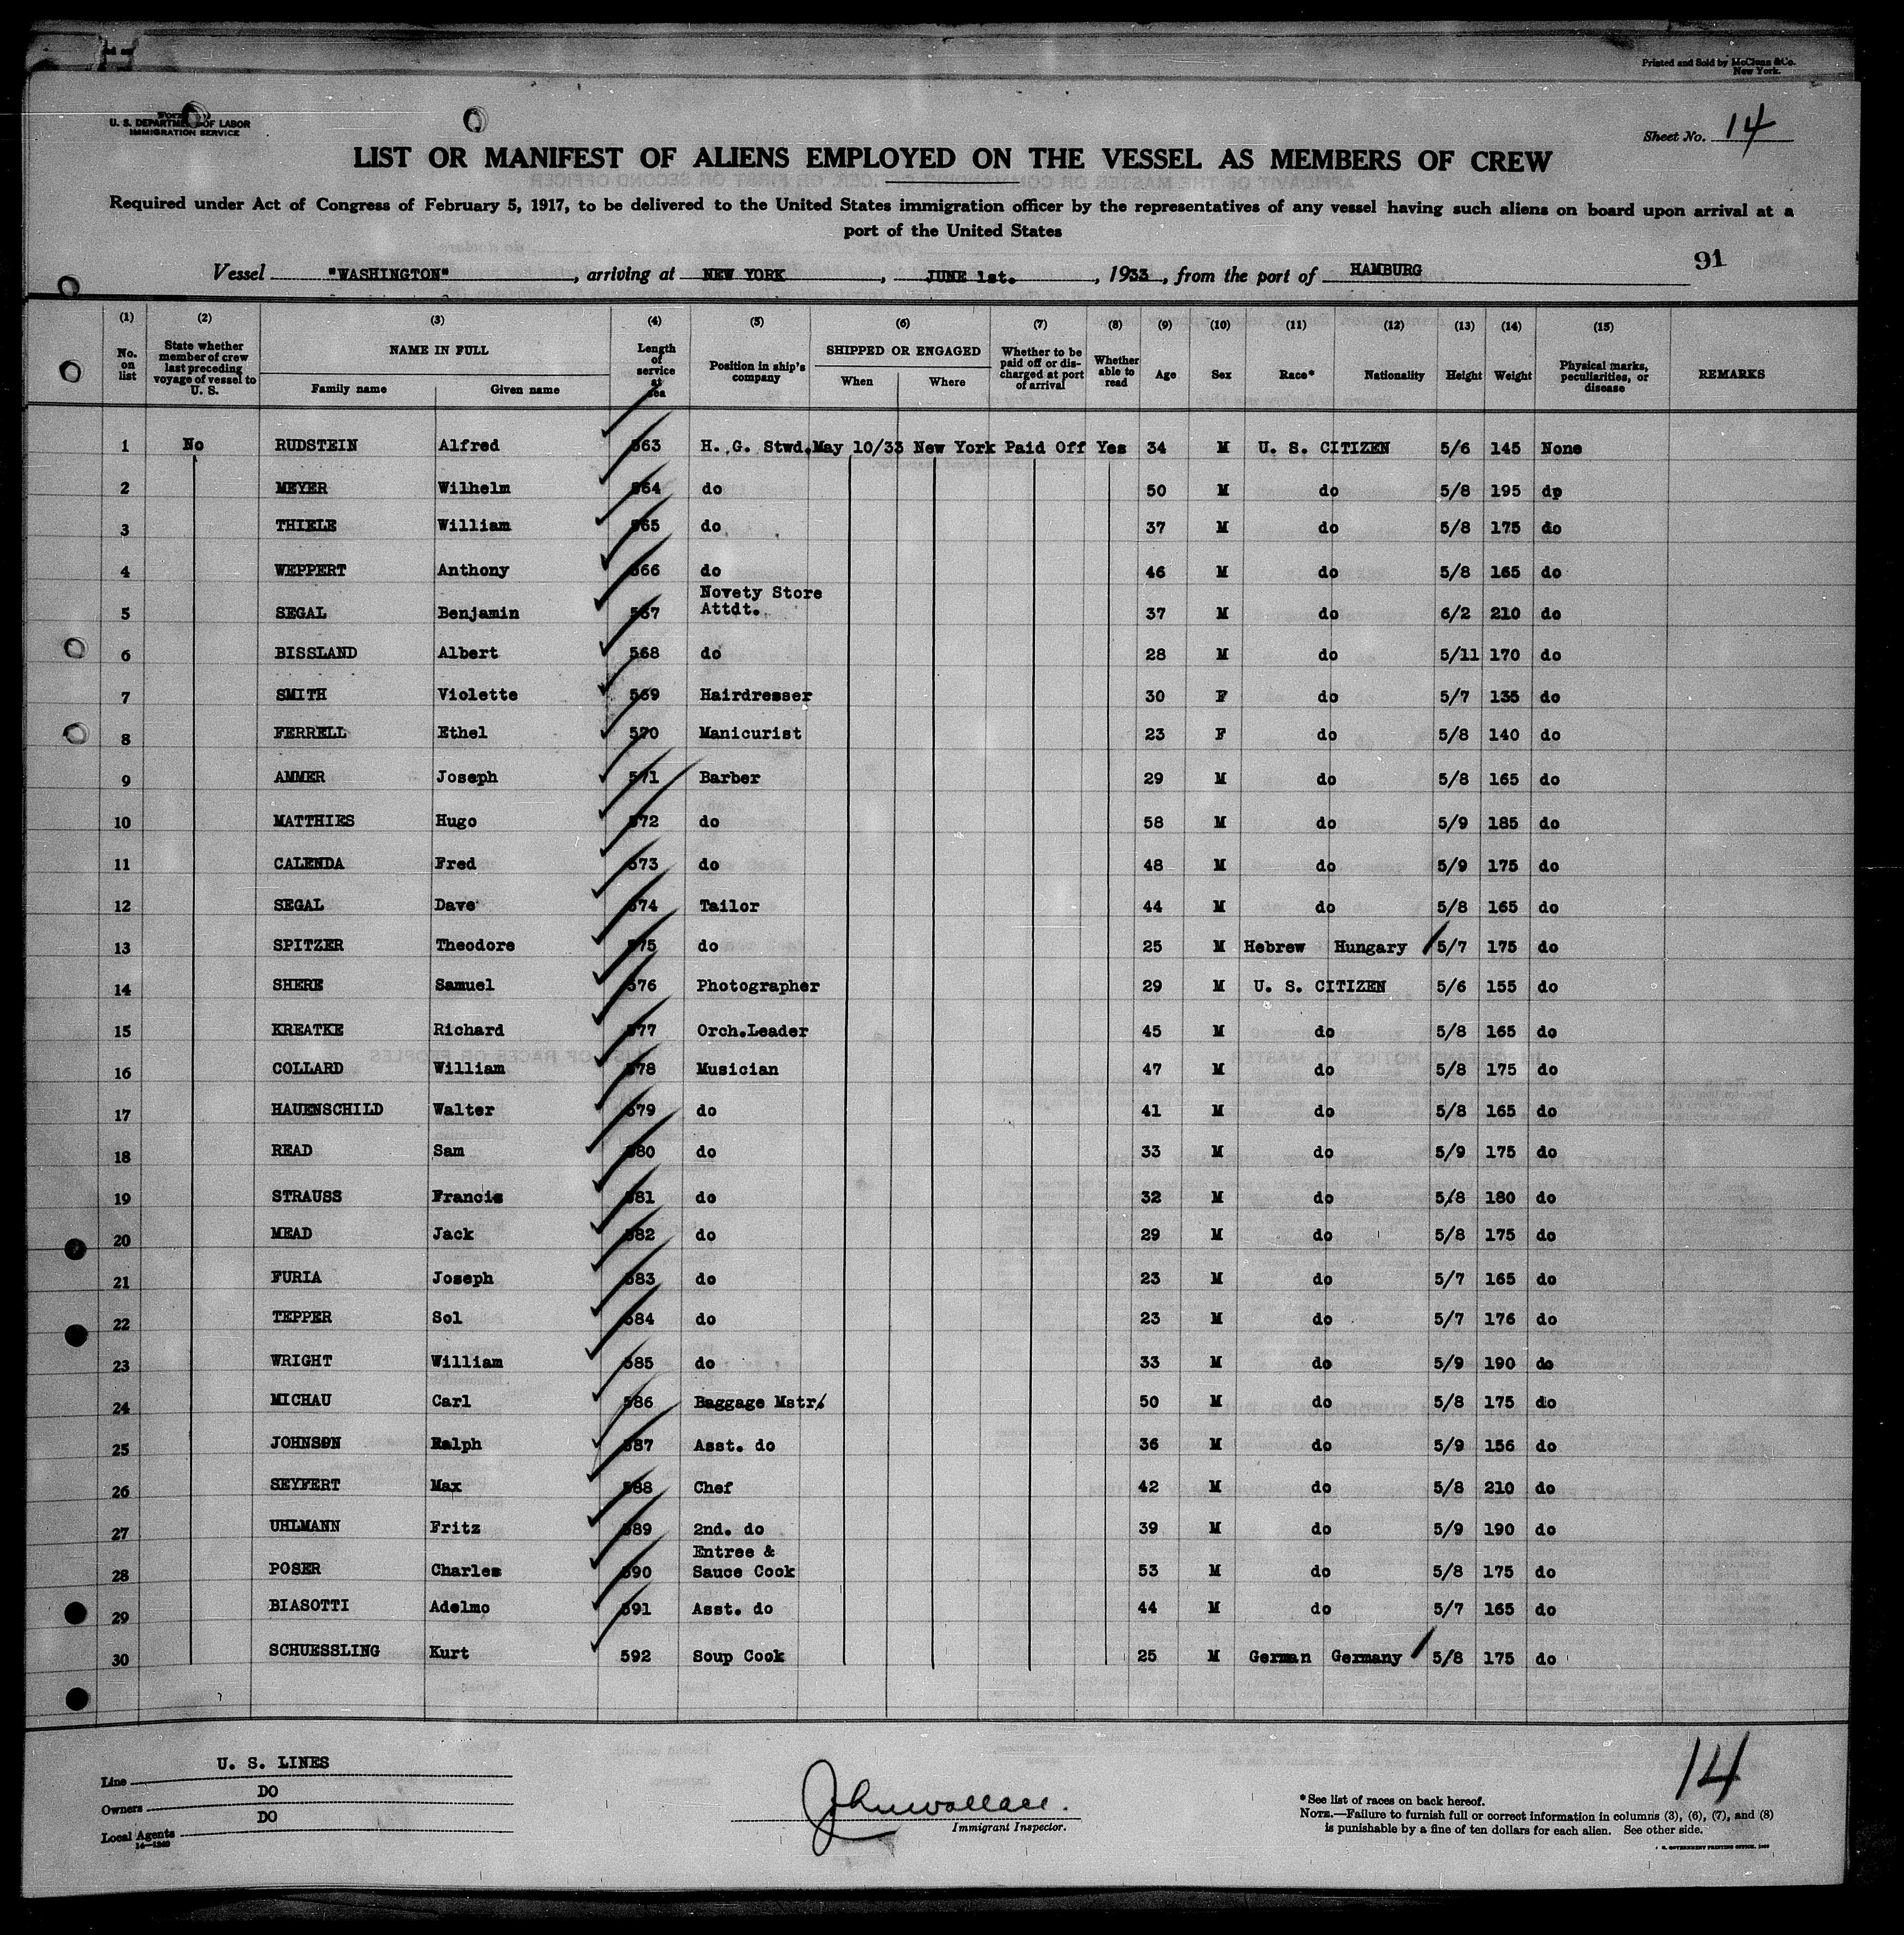 Printed and Sold by McClunn & Co.
New York.
U. S. DEPARTMENT OF LABOR
IMMIGRATION SERVICE
Sheet No. 14
LIST OR MANIFEST OF ALIENS EMPLOYED ON THE VESSEL AS MEMBERS OF CREW
Required under Act of Congress of February 5, 1917, to be delivered to the United States immigration officer by the representatives of any vessel having such aliens on board upon arrival at a
port of the United States
91
Vessel "WASHINGTON", arriving at NEW YORK, JUNE 1st., 1933, from the port of HAMBURG
(1) (2) (3) (4) (5) (6) (7) (8) (9) (10) (11) (12) (13) (14) (15)
No. on list State whether member of crew last preceding voyage of vessel to U. S. NAME IN FULL Family name Given name Length of service at sea Position in ship's company SHIPPED OR ENGAGED When Where Whether to be paid off or discharged at port of arrival Whether able to read Age Sex Race* Nationality Height Weight Physical marks, peculiarities, or disease REMARKS
1 No RUDSTEIN Alfred 563 H. G. Stwd. May 10/33 New York Paid Off Yes 34 M U. S. CITIZEN 5/6 145 None
2 MEYER Wilhelm 564 do 50 M do 5/8 195 dp
3 THIELE William 565 do 37 M do 5/8 175 do
4 WEPPERT Anthony 566 do 46 M do 5/8 165 do
5 SEGAL Benjamin 567 Novety Store Attdt. 37 M do 6/2 210 do
6 BISSLAND Albert 568 do 28 M do 5/11 170 do
7 SMITH Violette 569 Hairdresser 30 F do 5/7 135 do
8 FERRELL Ethel 570 Manicurist 23 F do 5/8 140 do
9 AMMER Joseph 571 Barber 29 M do 5/8 165 do
10 MATTHIES Hugo 572 do 58 M do 5/9 185 do
11 CALENDA Fred 573 do 48 M do 5/9 175 do
12 SEGAL Dave 574 Tailor 44 M do 5/8 165 do
13 SPITZER Theodore 575 do 25 M Hebrew Hungary 5/7 175 do
14 SHERE Samuel 576 Photographer 29 M U. S. CITIZEN 5/6 155 do
15 KREATKE Richard 577 Orch.Leader 45 M do 5/8 165 do
16 COLLARD William 578 Musician 47 M do 5/8 175 do
17 HAUENSCHILD Walter 579 do 41 M do 5/8 165 do
18 READ Sam 580 do 33 M do 5/9 175 do
19 STRAUSS Francis 581 do 32 M do 5/8 180 do
20 MEAD Jack 582 do 29 M do 5/8 175 do
21 FURIA Joseph 583 do 23 M do 5/7 165 do
22 TEPPER Sol 584 do 23 M do 5/7 176 do
23 WRIGHT William 585 do 33 M do 5/9 190 do
24 MICHAU Carl 586 Baggage Mstr/ 50 M do 5/8 175 do
25 JOHNSON Ralph 587 Asst. do 36 M do 5/9 156 do
26 SEYFERT Max 588 Chef 42 M do 5/8 210 do
27 UHLMANN Fritz 589 2nd. do 39 M do 5/9 190 do
28 POSER Charles 590 Entree & Sauce Cook 53 M do 5/8 175 do
29 BIASOTTI Adelmo 591 Asst. do 44 M do 5/7 165 do
30 SCHUESSLING Kurt 592 Soup Cook 25 M German Germany 5/8 175 do
Line U. S. LINES
Owners DO
Local Agents DO
14—1240
John Wallace.
Immigrant Inspector.
14
*See list of races on back hereof.
NOTE.—Failure to furnish full or correct information in columns (3), (6), (7), and (8)
is punishable by a fine of ten dollars for each alien. See other side.